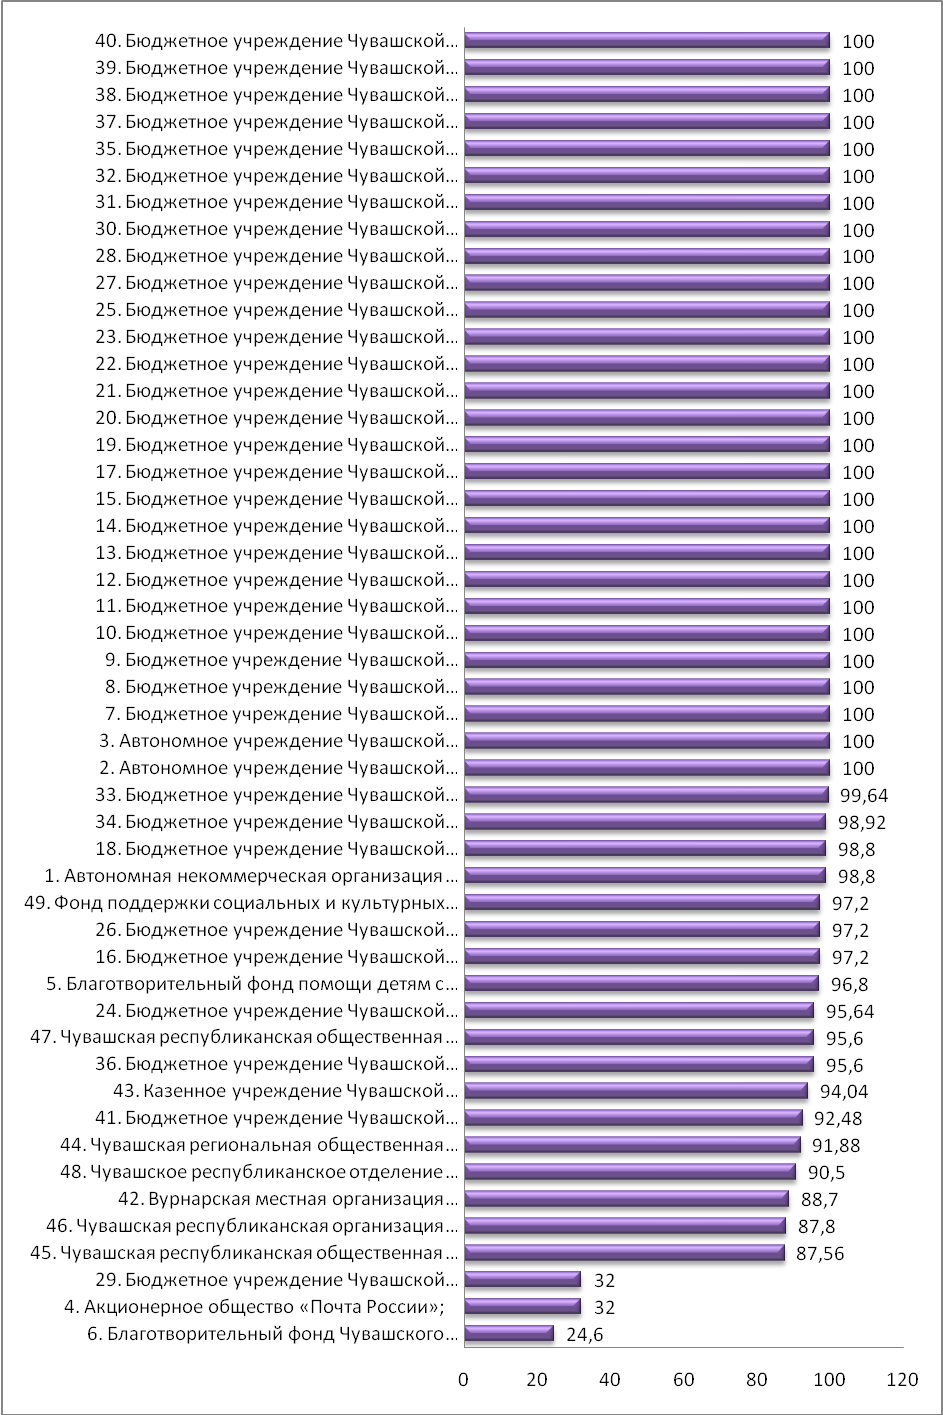 40. Бюджетное учреждение Чувашской... 100
39. Бюджетное учреждение Чувашской... 100
38. Бюджетное учреждение Чувашской... 100
37. Бюджетное учреждение Чувашской... 100
35. Бюджетное учреждение Чувашской... 100
32. Бюджетное учреждение Чувашской... 100
31. Бюджетное учреждение Чувашской... 100
30. Бюджетное учреждение Чувашской... 100
28. Бюджетное учреждение Чувашской... 100
27. Бюджетное учреждение Чувашской... 100
25. Бюджетное учреждение Чувашской... 100
23. Бюджетное учреждение Чувашской... 100
22. Бюджетное учреждение Чувашской... 100
21. Бюджетное учреждение Чувашской... 100
20. Бюджетное учреждение Чувашской... 100
19. Бюджетное учреждение Чувашской... 100
17. Бюджетное учреждение Чувашской... 100
15. Бюджетное учреждение Чувашской... 100
14. Бюджетное учреждение Чувашской... 100
13. Бюджетное учреждение Чувашской... 100
12. Бюджетное учреждение Чувашской... 100
11. Бюджетное учреждение Чувашской... 100
10. Бюджетное учреждение Чувашской... 100
9. Бюджетное учреждение Чувашской... 100
8. Бюджетное учреждение Чувашской... 100
7. Бюджетное учреждение Чувашской... 100
3. Автономное учреждение Чувашской... 100
2. Автономное учреждение Чувашской... 100
33. Бюджетное учреждение Чувашской... 99,64
34. Бюджетное учреждение Чувашской... 98,92
18. Бюджетное учреждение Чувашской... 98,8
1. Автономная некоммерческая организация ... 98,8
49. Фонд поддержки социальных и культурных... 97,2
26. Бюджетное учреждение Чувашской... 97,2
16. Бюджетное учреждение Чувашской... 97,2
5. Благотворительный фонд помощи детям с... 96,8
24. Бюджетное учреждение Чувашской... 95,64
47. Чувашская республиканская общественная ... 95,6
36. Бюджетное учреждение Чувашской... 95,6
43. Казенное учреждение Чувашской... 94,04
41. Бюджетное учреждение Чувашской... 92,48
44. Чувашская региональная общественная ... 91,88
48. Чувашское республиканское отделение ... 90,5
42. Вурнарская местная организация ... 88,7
46. Чувашская республиканская организация ... 87,8
45. Чувашская республиканская общественная ... 87,56
29. Бюджетное учреждение Чувашской... 32
4. Акционерное общество «Почта России»; 32
6. Благотворительный фонд Чувашского... 24,6
0 20 40 60 80 100 120